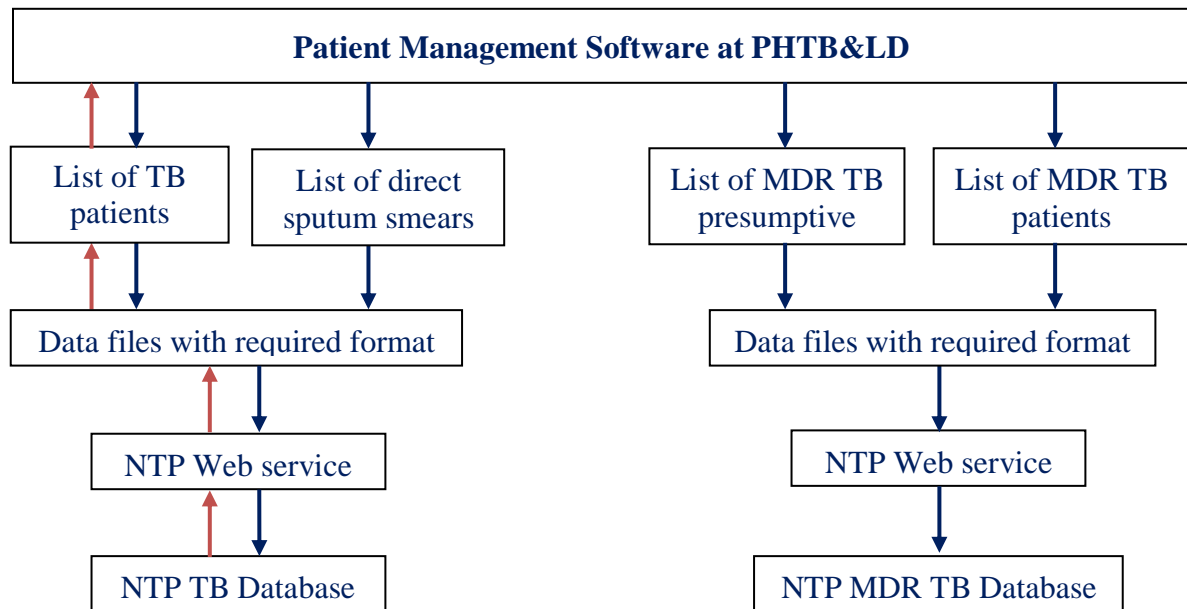 Patient Management Software at PHTB&LD
List of TB
patients
List of direct
sputum smears
List of MDR TB
presumptive
List of MDR TB
patients
Data files with required format
Data files with required format
NTP Web service
NTP Web service
NTP TB Database
NTP MDR TB Database